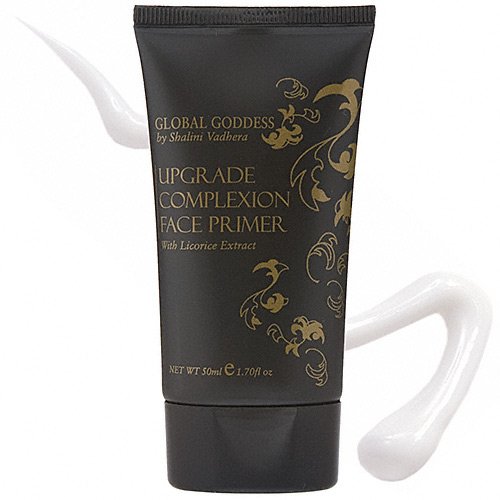 GLOBAL GODDESS
by Shalini Vadhera
UPGRADE
COMPLEXION
FACE PRIMER
With Licorice Extract
NET WT 50ml e 1.70fl oz